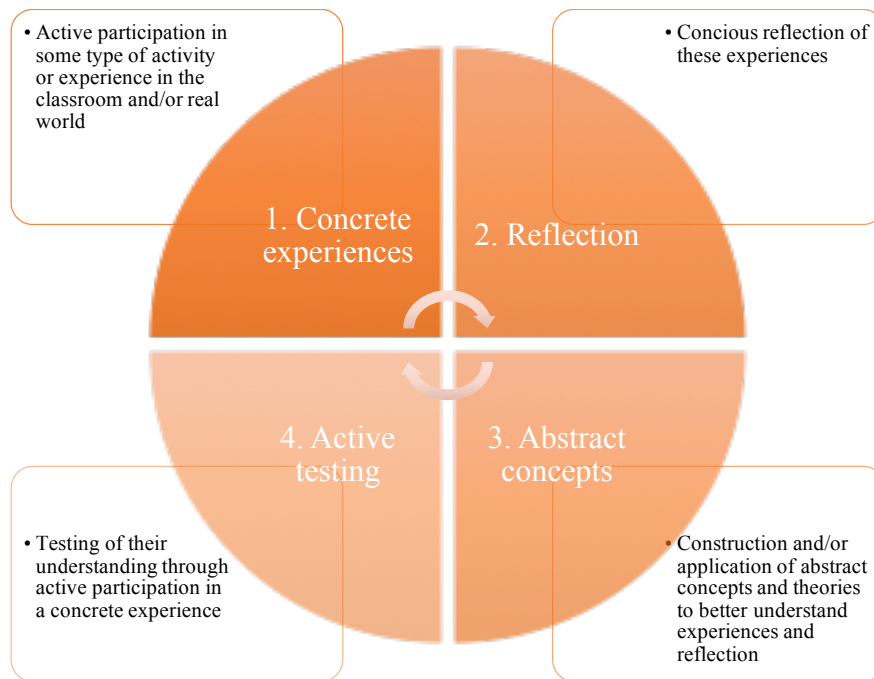 • Active participation in
some type of activity
or experience in the
classroom and/or real
world
• Concious reflection of
these experiences
1. Concrete
experiences
2. Reflection
4. Active
testing
3. Abstract
concepts
• Testing of their
understanding through
active participation in
a concrete experience
• Construction and/or
application of abstract
concepts and theories
to better understand
experiences and
reflection